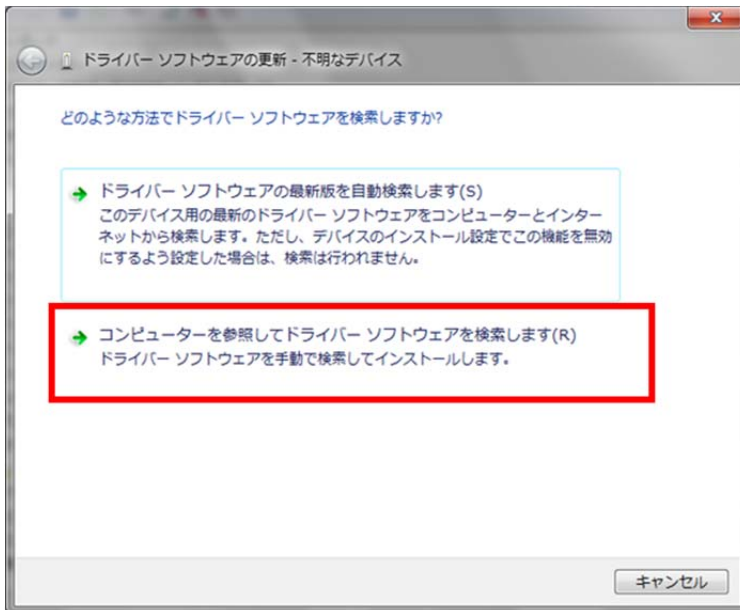 ドライバー ソフトウェアの更新 - 不明なデバイス
どのような方法でドライバー ソフトウェアを検索しますか?
ドライバー ソフトウェアの最新版を自動検索します(S)
このデバイス用の最新のドライバー ソフトウェアをコンピューターとインター
ネットから検索します。ただし、デバイスのインストール設定でこの機能を無効
にするよう設定した場合は、検索は行われません。
コンピューターを参照してドライバー ソフトウェアを検索します(R)
ドライバー ソフトウェアを手動で検索してインストールします。
キャンセル